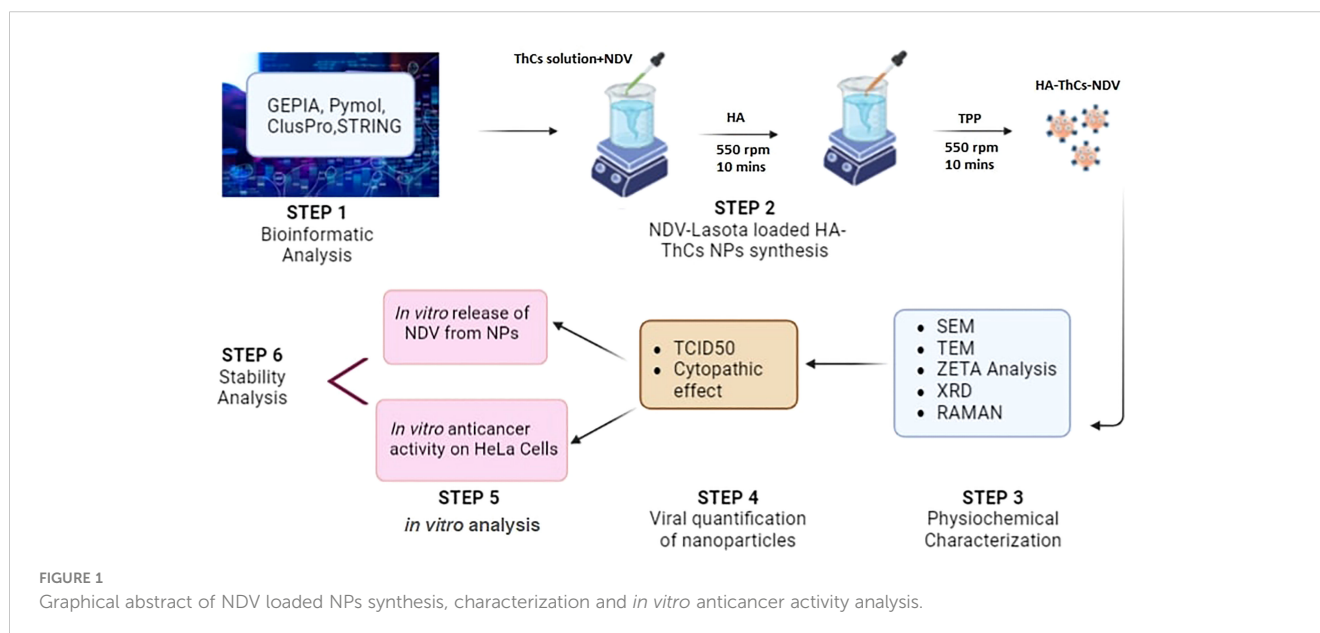 GEPIA, Pymol,
ClusPro,STRING
STEP 1
Bioinformatic
Analysis
ThCs solution+NDV
HA
550 rpm
10 mins
TPP
550 rpm
10 mins
HA-ThCs-NDV
STEP 2
NDV-Lasota loaded HA-
ThCs NPs synthesis
• SEM
• TEM
• ZETA Analysis
• XRD
• RAMAN
STEP 3
Physiochemical
Characterization
• TCID50
• Cytopathic
effect
STEP 4
Viral quantification
of nanoparticles
In vitro release of
NDV from NPs
In vitro anticancer
activity on HeLa Cells
STEP 5
in vitro analysis
STEP 6
Stability
Analysis
FIGURE 1
Graphical abstract of NDV loaded NPs synthesis, characterization and in vitro anticancer activity analysis.